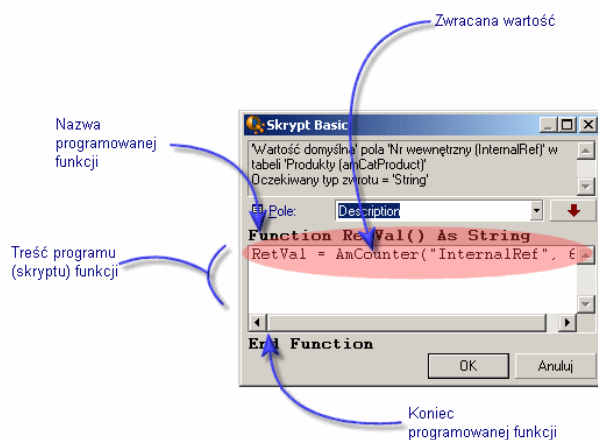 Zwracana wartość
Nazwa
programowanej
funkcji
Skrypt Basic
'Wartość domyślna' pola 'Nr wewnętrzny (InternalRef)' w
tabeli 'Produkty (amCatProduct)'
Oczekiwany typ zwrotu = 'String'
Pole:
Description
Function RetVal() As String
RetVal = AmCounter("InternalRef", 6
Treść programu
(skryptu) funkcji
End Function
OK
Anuluj
Koniec
programowanej funkcji